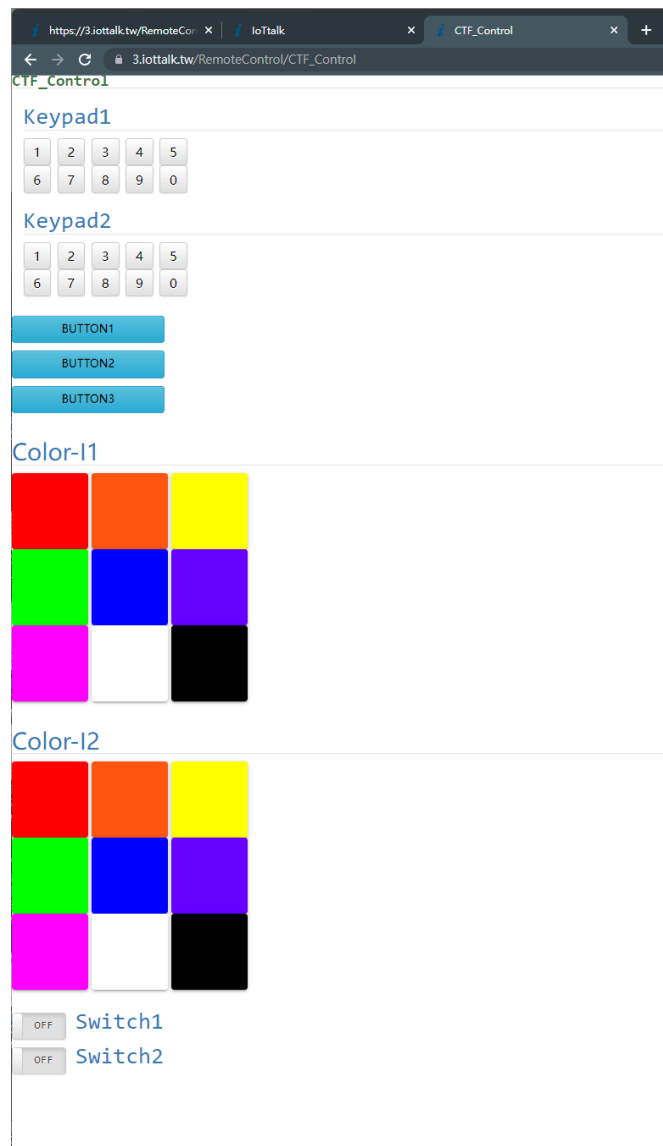 https://3.iottalk.tw/RemoteCon
IoTtalk
CTF_Control
3.iottalk.tw/RemoteControl/CTF_Control
CTF_Control
Keypad1
1 2 3 4 5
6 7 8 9 0
Keypad2
1 2 3 4 5
6 7 8 9 0
BUTTON1
BUTTON2
BUTTON3
Color-I1
Color-I2
OFF Switch1
OFF Switch2